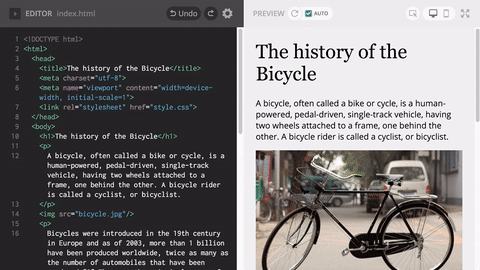 EDITOR index.html Undo
1 <!DOCTYPE html>
2 <html>
3 <head>
4 <title>The history of the Bicycle</title>
5 <meta charset="utf-8">
6 <meta name="viewport" content="width=device-
width, initial-scale=1">
7 <link rel="stylesheet" href="style.css">
8 </head>
9 <body>
10 <h1>The history of the Bicycle</h1>
11 <p>
12 A bicycle, often called a bike or cycle, is a
human-powered, pedal-driven, single-track
vehicle, having two wheels attached to a
frame, one behind the other. A bicycle rider
is called a cyclist, or bicyclist.
13 </p>
14 <img src="bicycle.jpg"/>
15 <p>
16 Bicycles were introduced in the 19th century
in Europe and as of 2003, more than 1 billion
have been produced worldwide, twice as many as
the number of automobiles that have been
PREVIEW AUTO
The history of the
Bicycle
A bicycle, often called a bike or cycle, is a human-
powered, pedal-driven, single-track vehicle, having
two wheels attached to a frame, one behind the
other. A bicycle rider is called a cyclist, or bicyclist.